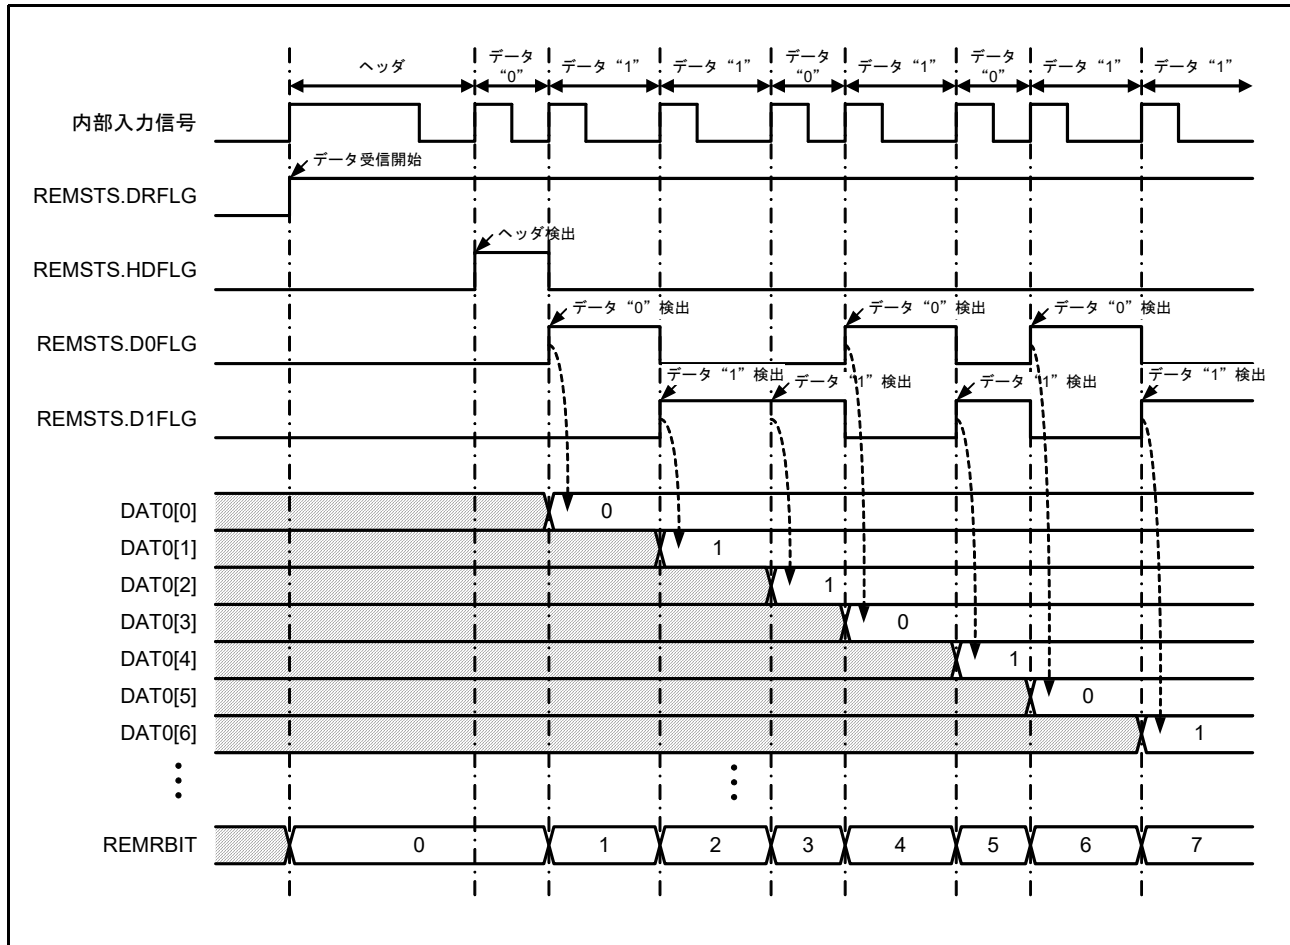 ヘッダ
データ
“0”
データ “1”
データ “1”
データ
“0”
データ “1”
データ
“0”
データ “1”
データ “1”
内部入力信号
データ受信開始
REMSTS.DRFLG
ヘッダ検出
REMSTS.HDFLG
データ “0” 検出
データ “0” 検出
データ “0” 検出
REMSTS.D0FLG
データ “1” 検出
データ “1” 検出
データ “1” 検出
データ “1” 検出
REMSTS.D1FLG
DAT0[0]
0
DAT0[1]
1
DAT0[2]
1
DAT0[3]
0
DAT0[4]
1
DAT0[5]
0
DAT0[6]
1
REMRBIT
0
1
2
3
4
5
6
7